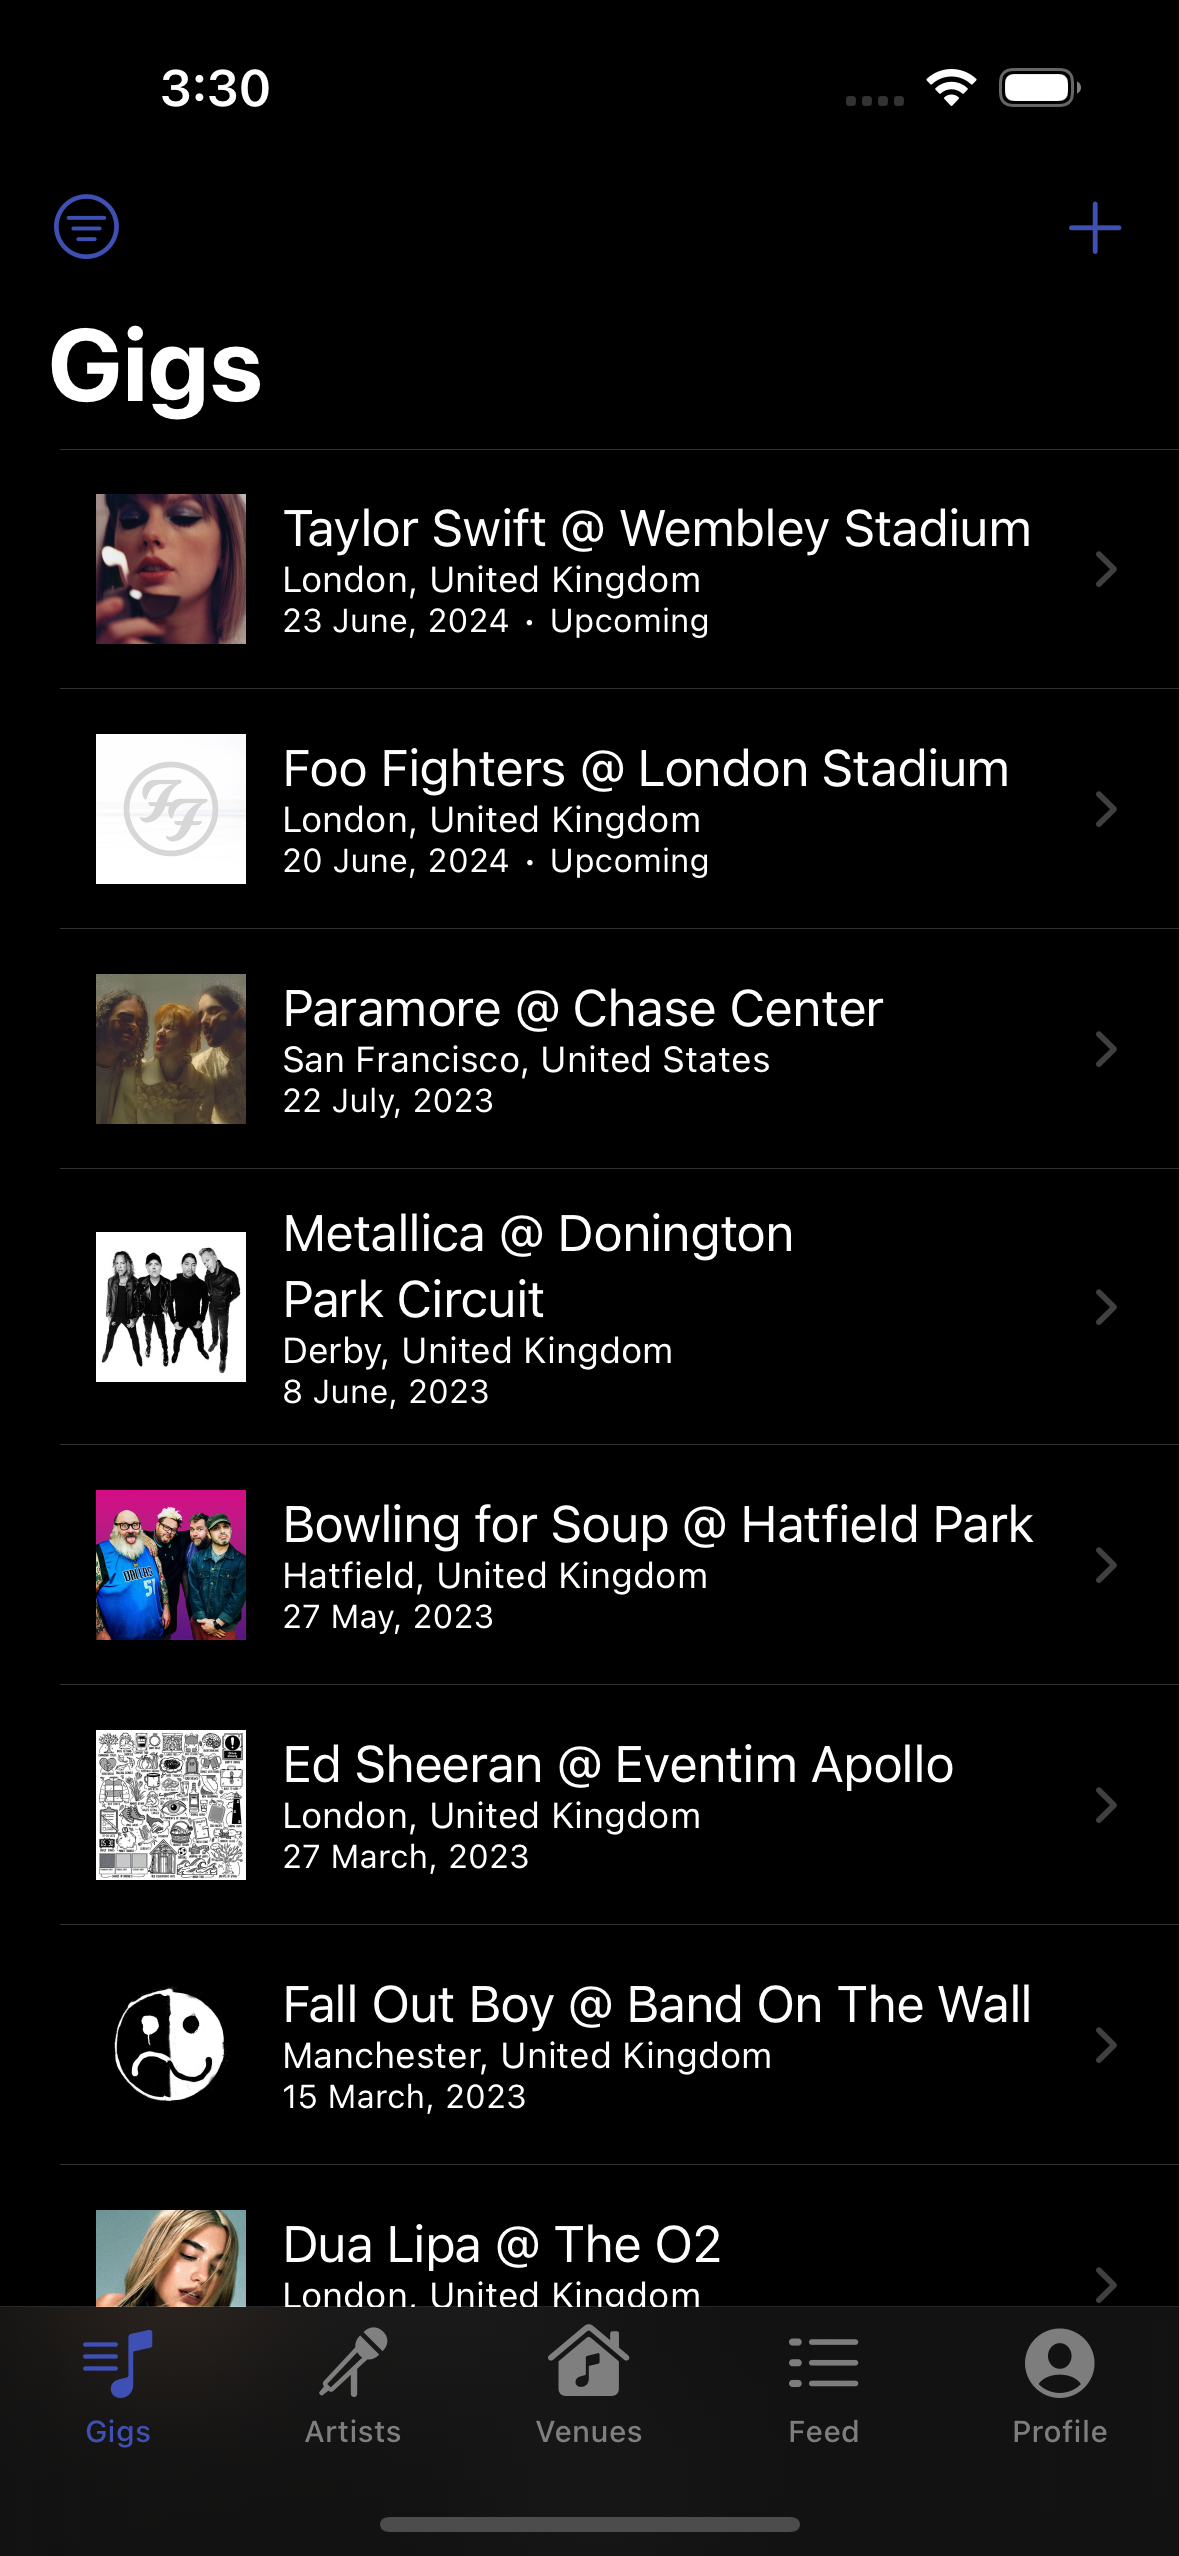 3:30
Gigs
Taylor Swift @ Wembley Stadium
London, United Kingdom
23 June, 2024 • Upcoming
Foo Fighters @ London Stadium
London, United Kingdom
20 June, 2024 • Upcoming
Paramore @ Chase Center
San Francisco, United States
22 July, 2023
Metallica @ Donington
Park Circuit
Derby, United Kingdom
8 June, 2023
DALLAS
Bowling for Soup @ Hatfield Park
Hatfield, United Kingdom
27 May, 2023
Ed Sheeran @ Eventim Apollo
London, United Kingdom
27 March, 2023
Fall Out Boy @ Band On The Wall
Manchester, United Kingdom
15 March, 2023
Dua Lipa @ The O2
London, United Kingdom
Gigs
Artists
Venues
Feed
Profile